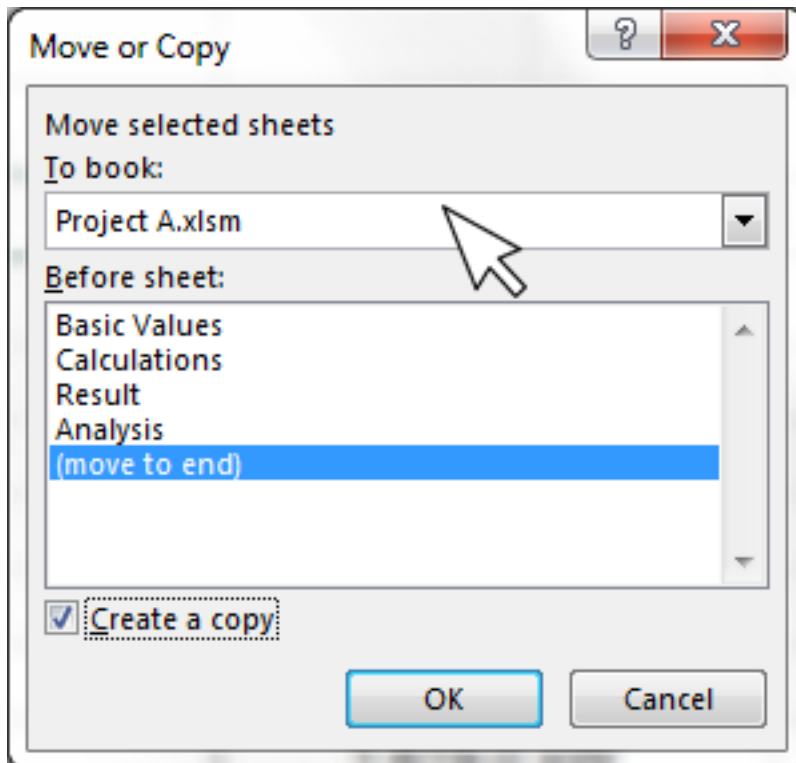 Move or Copy
Move selected sheets
To book:
Project A.xlsm
Before sheet:
Basic Values
Calculations
Result
Analysis
(move to end)
Create a copy
OK Cancel